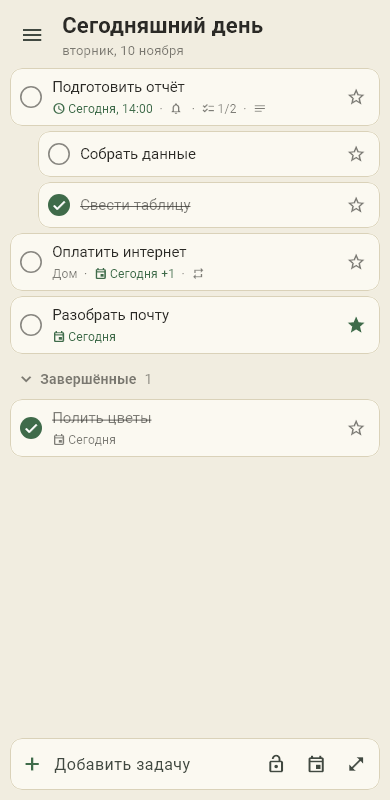 Сегодняшний день
вторник, 10 ноября
Подготовить отчёт
Сегодня, 14:00 · · 1/2 ·
Собрать данные
Свести таблицу
Оплатить интернет
Дом · Сегодня +1 ·
Разобрать почту
Сегодня
Завершённые 1
Полить цветы
Сегодня
Добавить задачу